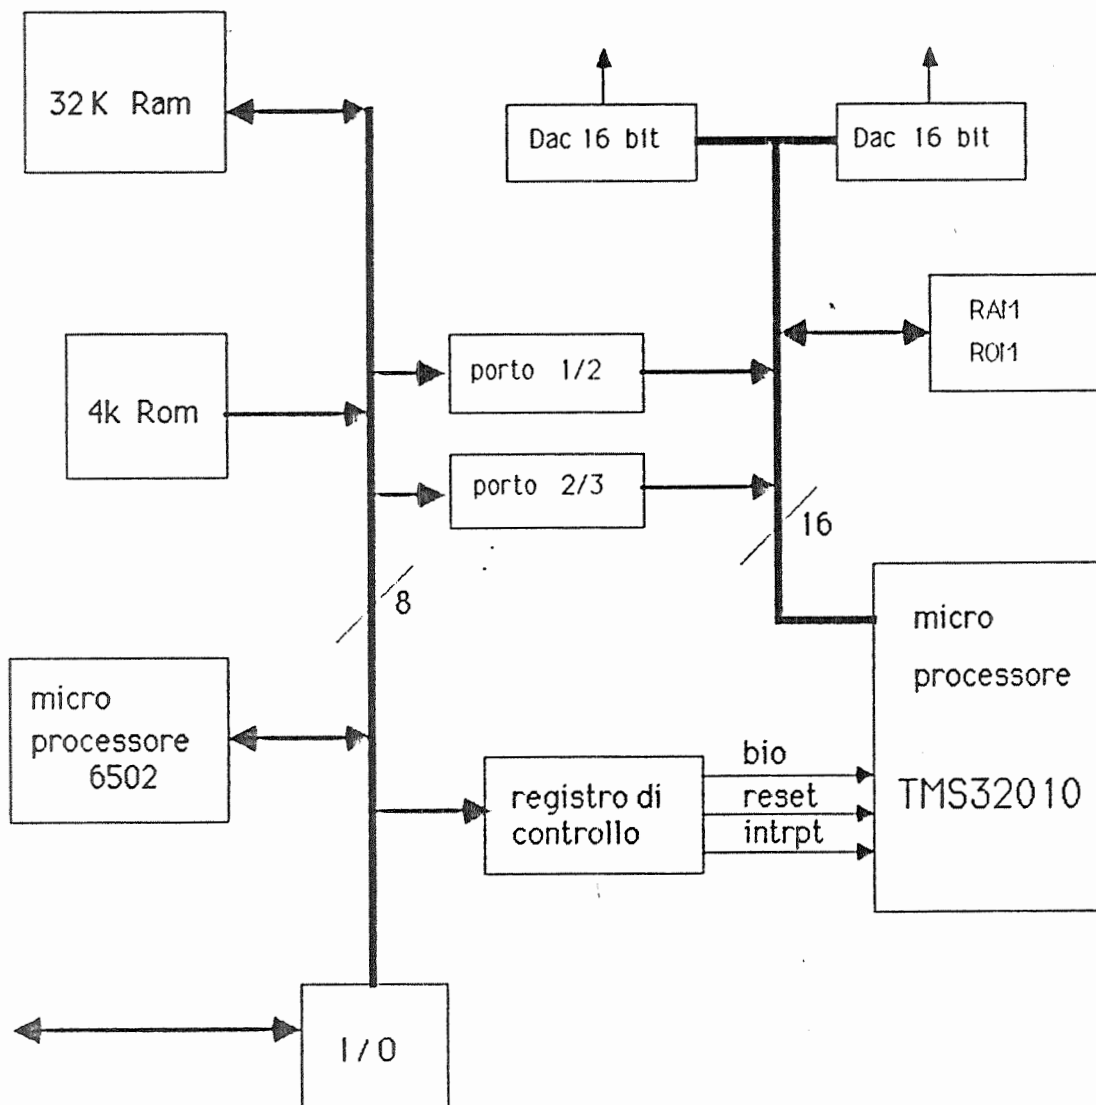 32 K Ram
Dac 16 bit
Dac 16 bit
RAM
ROM
porto 1/2
4k Rom
porto 2/3
16
8
micro
processore
TMS32010
micro
processore
6502
bio
reset
intrpt
registro di
controllo
I/O